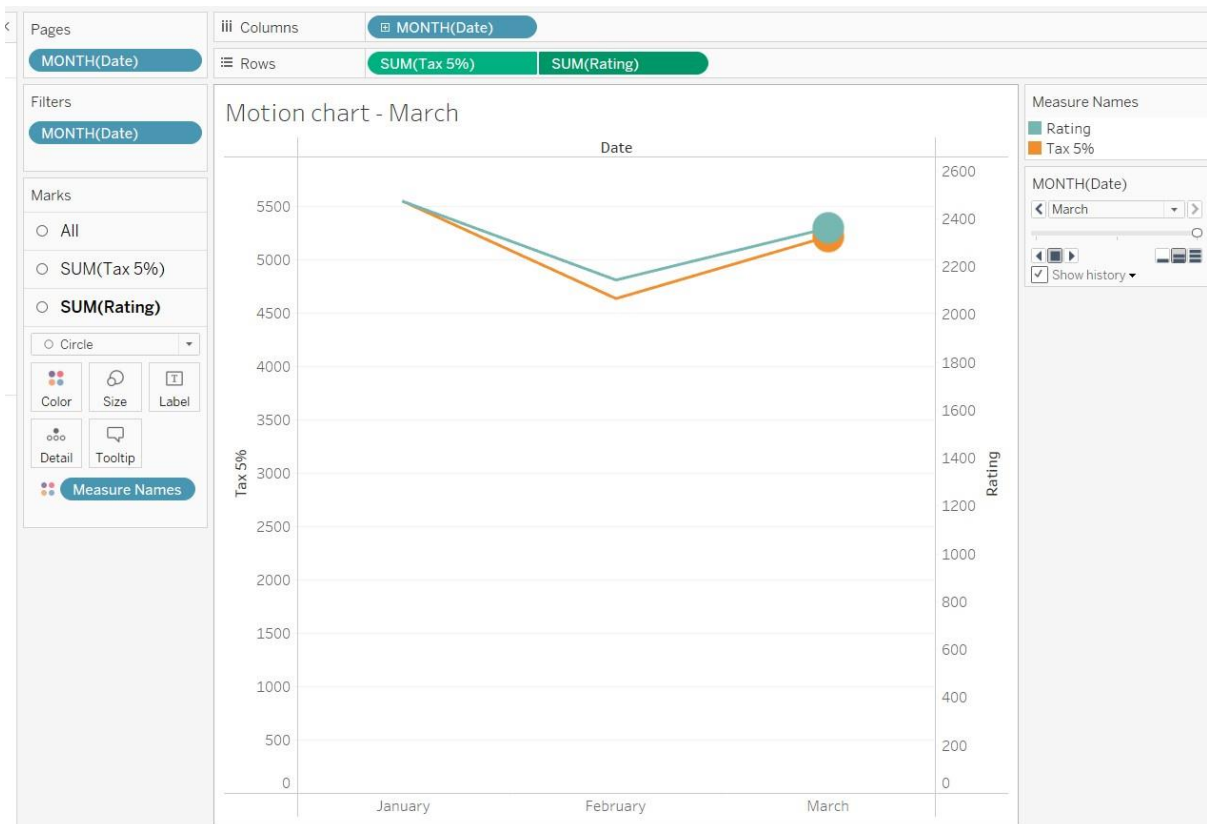 Pages
MONTH(Date)
Filters
MONTH(Date)
Marks
All
SUM(Tax 5%)
SUM(Rating)
Circle
Color Size Label
Detail Tooltip
Measure Names
iii Columns MONTH(Date)
Rows SUM(Tax 5%) SUM(Rating)
Motion chart - March
Date
Tax 5%
5500
5000
4500
4000
3500
3000
2500
2000
1500
1000
500
0
2600
2400
2200
2000
1800
1600
1400
1200
1000
800
600
400
200
0
Rating
January February March
Measure Names
Rating
Tax 5%
MONTH(Date)
March
Show history